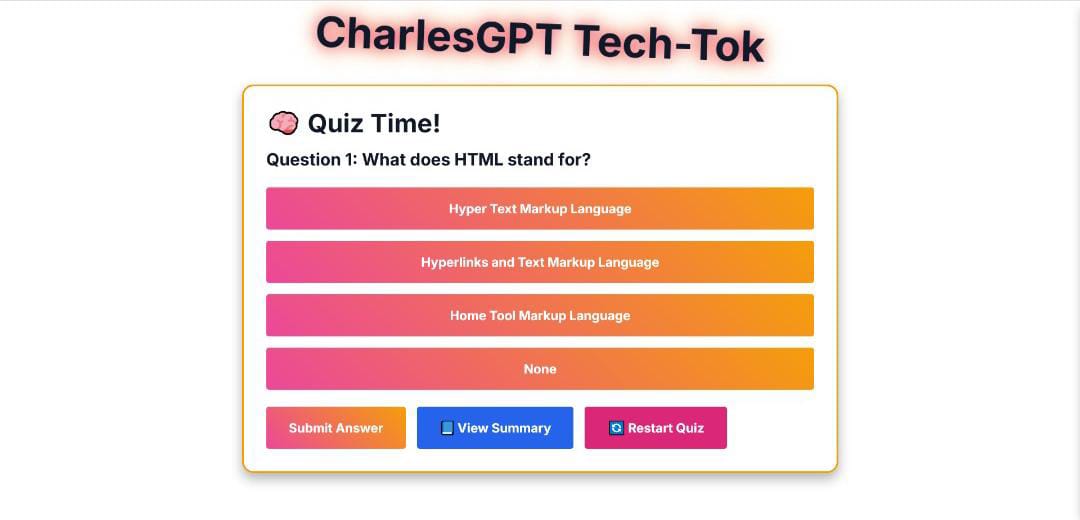 CharlesGPT Tech-Tok
🧠 Quiz Time!
Question 1: What does HTML stand for?
Hyper Text Markup Language
Hyperlinks and Text Markup Language
Home Tool Markup Language
None
Submit Answer
📘 View Summary
🔄 Restart Quiz